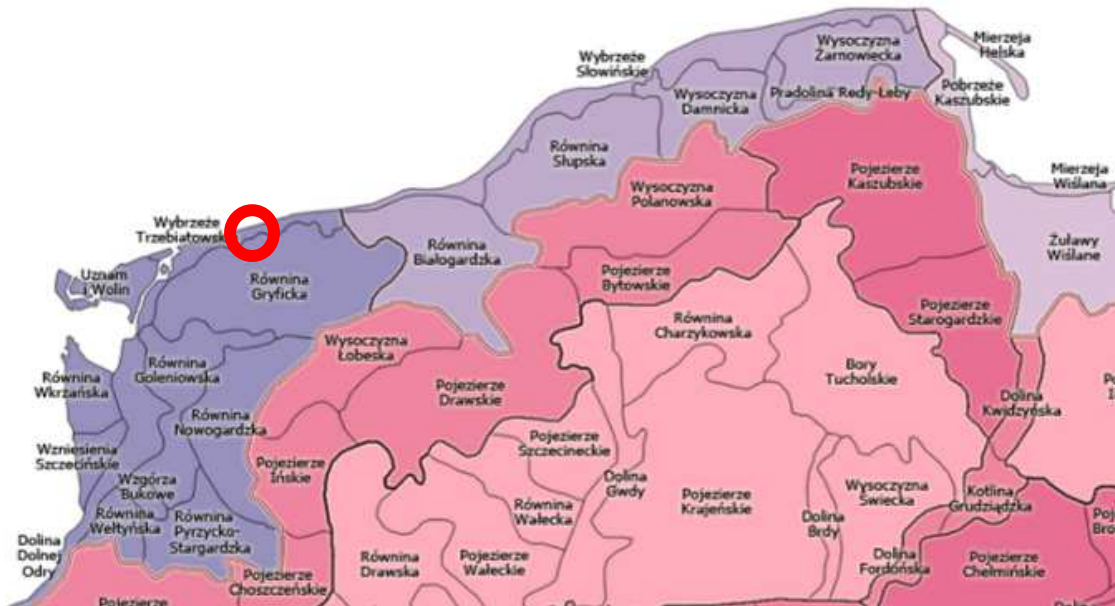 Mierzeja
Helska
Wysoczyzna
Żarnowiecka
Wybrzeże
Słowińskie
Pobrzeże
Kaszubskie
Wysoczyzna
Damnicka
Pradolina Redy-Łeby
Równina
Słupska
Pojezierze
Kaszubskie
Mierzeja
Wiślana
Wysoczyzna
Polanowska
Wybrzeże
Równina
Białogardzka
Żuławy
Wiślane
Uznam
i Wolin
Równina
Gryficka
Pojezierze
Bytowskie
Pojezierze
Starogardzkie
Równina
Charzykowska
Wysoczyzna
Łobeska
Bory
Tucholskie
Równina
Goleniowska
Równina
Wkrzańska
Pojezierze
Drawskie
Dolina
Kwidzyńska
Równina
Nowogardzka
Pojezierze
Szczecineckie
Wzniesienia
Szczecińskie
Pojezierze
Ińskie
Dolina
Gwdy
Wzgórza
Bukowe
Wysoczyzna
Świecka
Kotlina
Grudziądzka
Pojezierze
Krajeńskie
Równina
Wałecka
Równina
Wełtyńska
Równina
Pyrzycko-
Stargardzka
Dolina
Brdy
Dolina
Dolnej
Odry
Równina
Drawska
Pojezierze
Wałeckie
Dolina
Fordońska
Pojezierze
Chełmińskie
Pojezierze
Choszczeńskie
Pojezierze